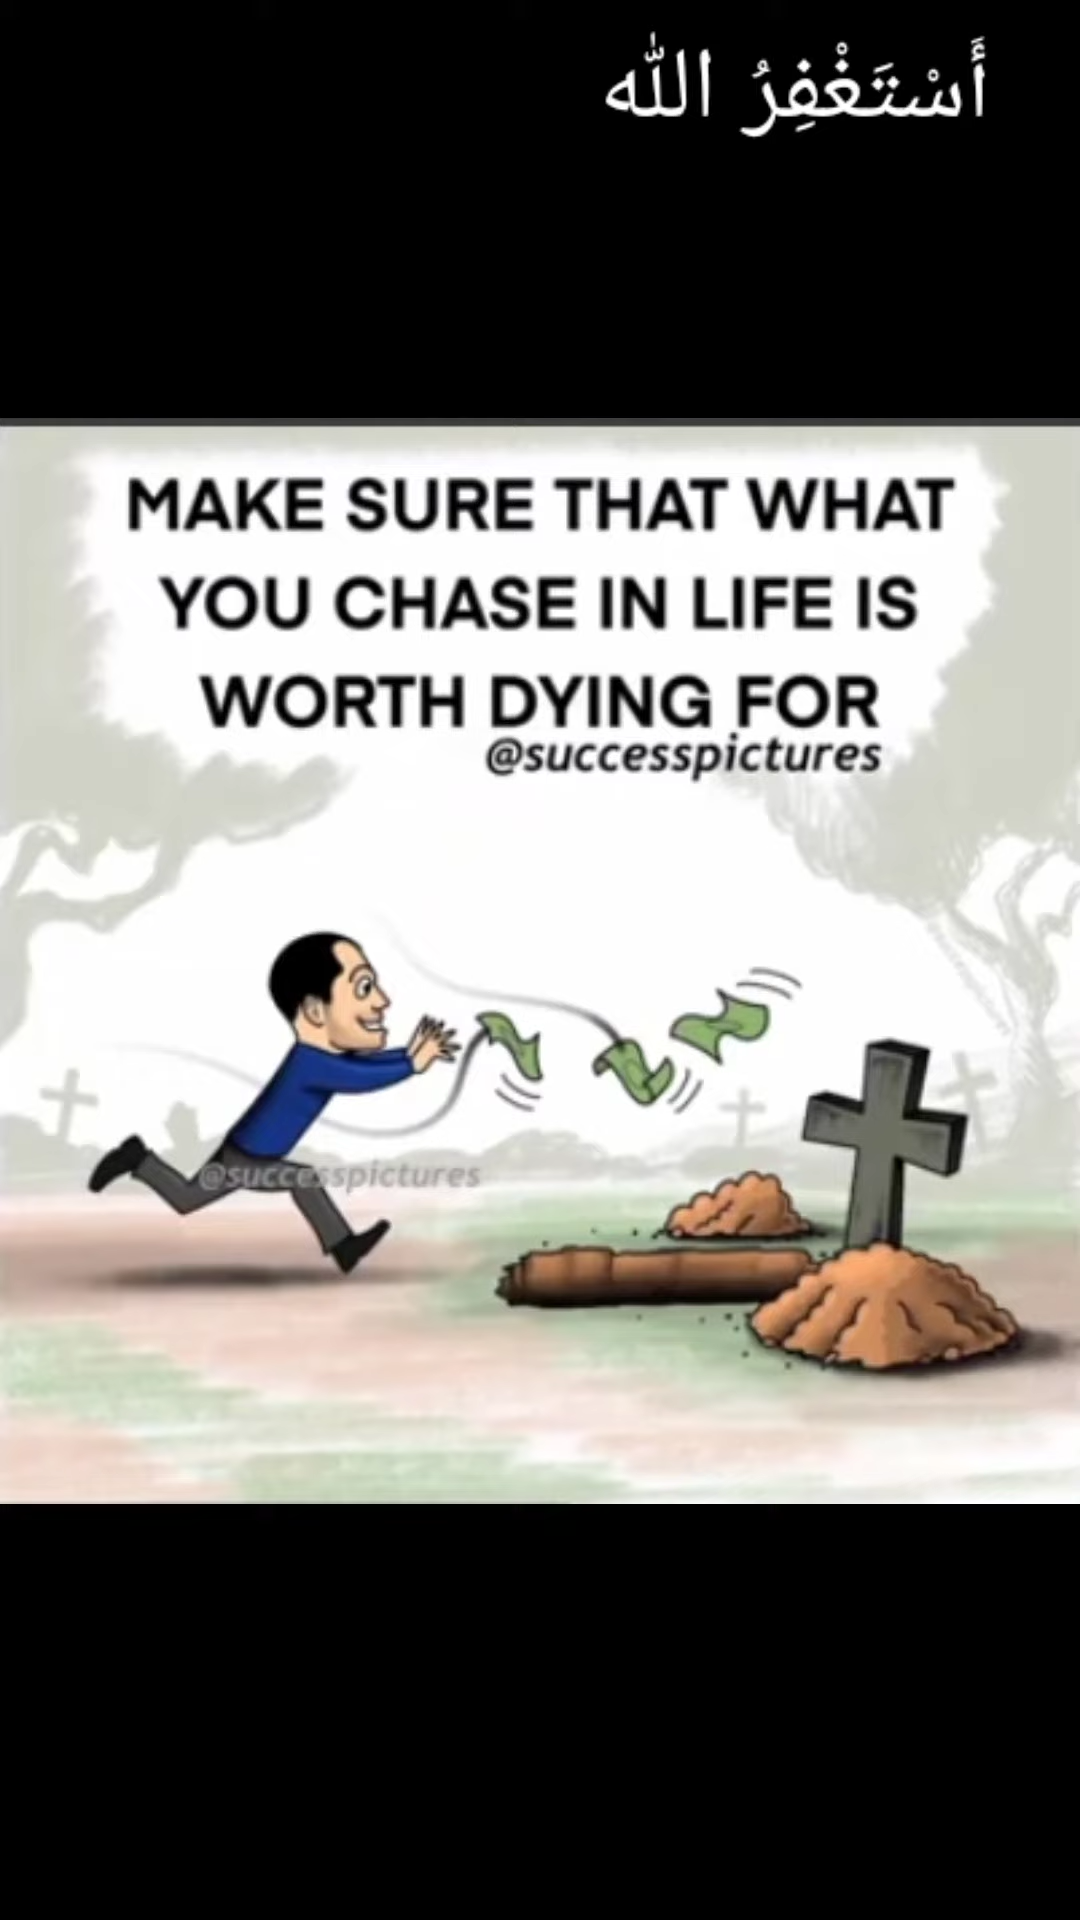 أَسْتَغْفِرُ اللّٰه
MAKE SURE THAT WHAT
YOU CHASE IN LIFE IS
WORTH DYING FOR
@successpictures
@successpictures